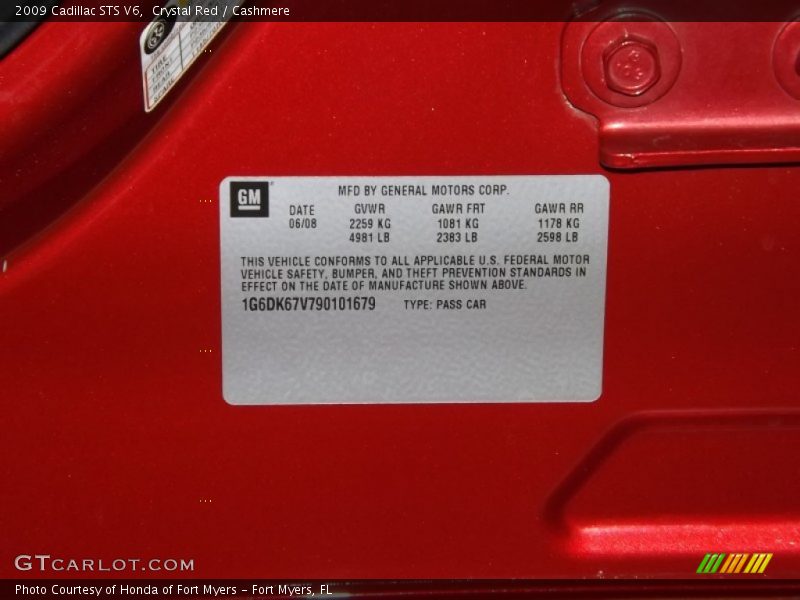 2009 Cadillac STS V6,  Crystal Red / Cashmere
GM
MFD BY GENERAL MOTORS CORP.
DATE GVWR GAWR FRT GAWR RR
06/08 2259 KG 1081 KG 1178 KG
4981 LB 2383 LB 2598 LB
THIS VEHICLE CONFORMS TO ALL APPLICABLE U.S. FEDERAL MOTOR
VEHICLE SAFETY, BUMPER, AND THEFT PREVENTION STANDARDS IN
EFFECT ON THE DATE OF MANUFACTURE SHOWN ABOVE.
1G6DK67V790101679 TYPE: PASS CAR
GTCARLOT.COM
Photo Courtesy of Honda of Fort Myers – Fort Myers, FL